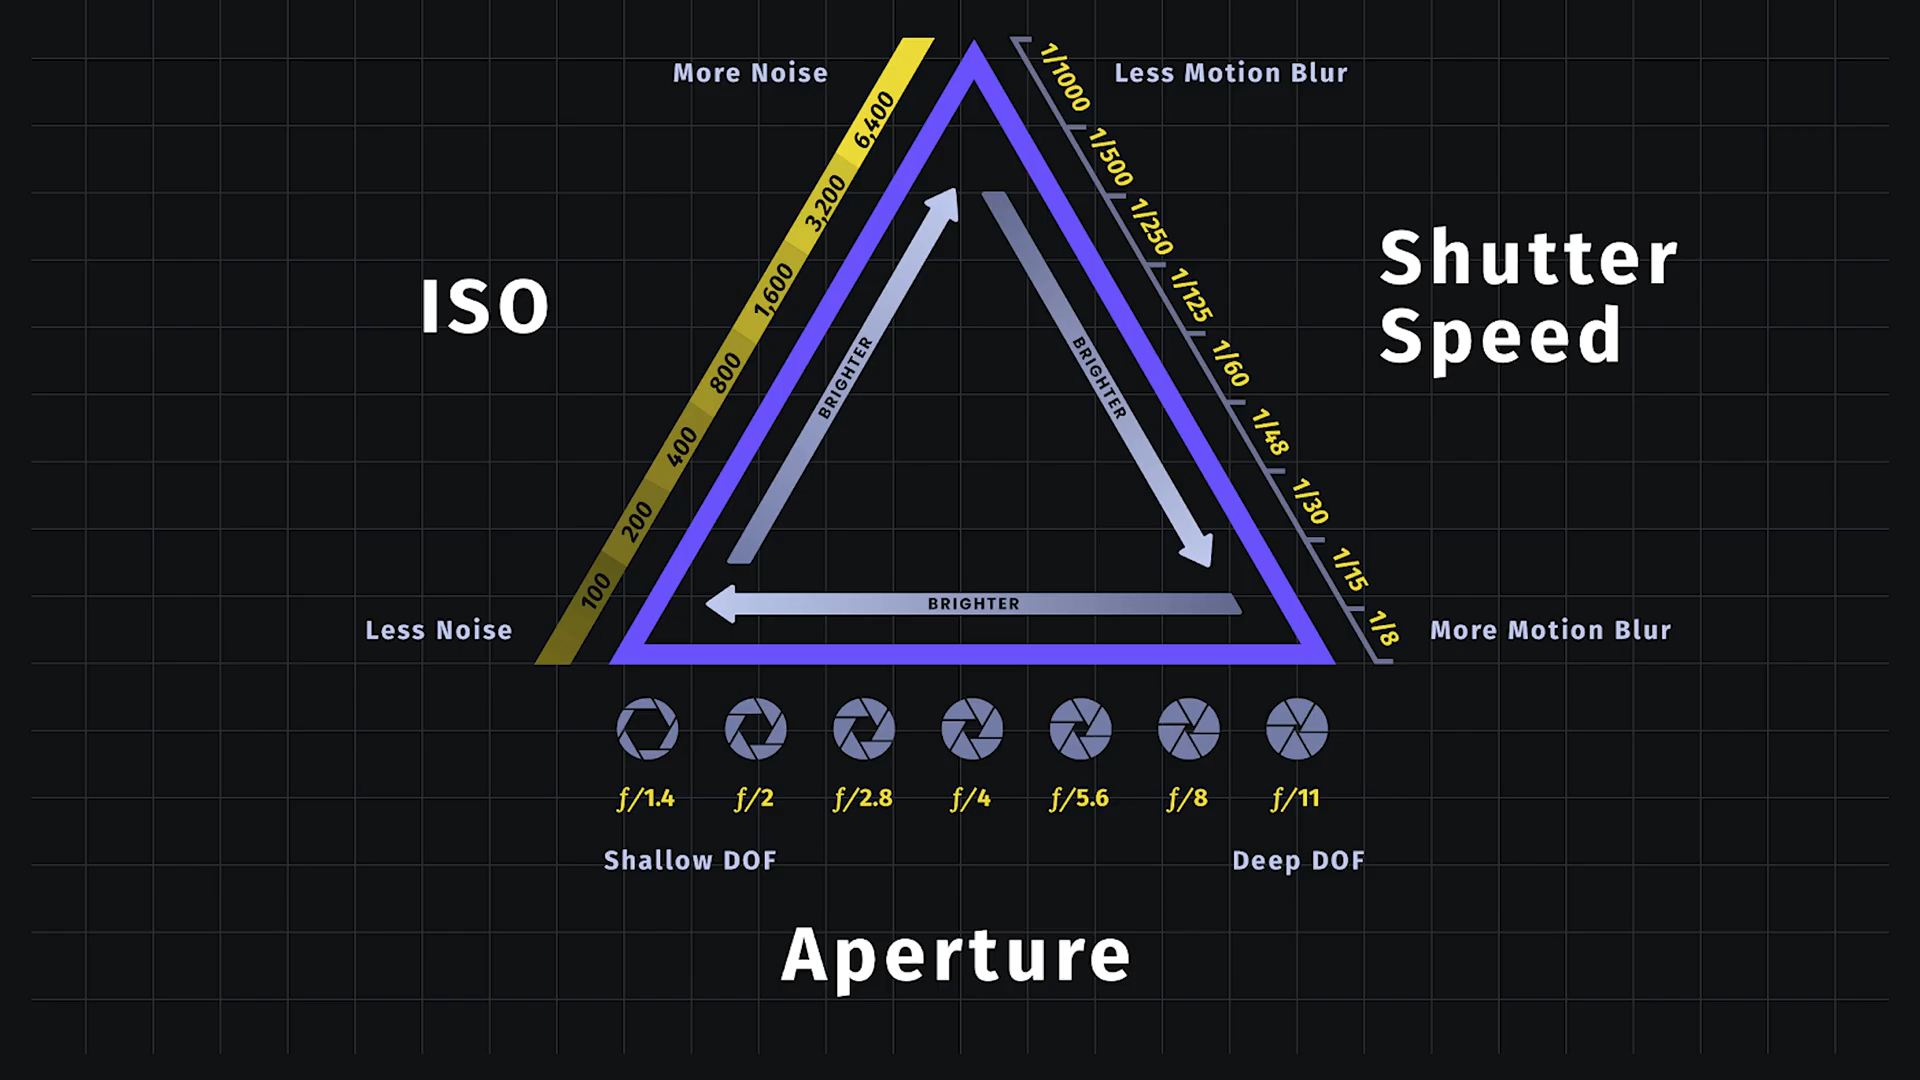 More Noise
Less Motion Blur
6,400
3,200
1,600
800
400
200
100
ISO
Less Noise
1/1000
1/500
1/250
1/125
1/60
1/48
1/30
1/15
1/8
Shutter
Speed
More Motion Blur
BRIGHTER
BRIGHTER
BRIGHTER
ƒ/1.4 ƒ/2 ƒ/2.8 ƒ/4 ƒ/5.6 ƒ/8 ƒ/11
Shallow DOF
Deep DOF
Aperture